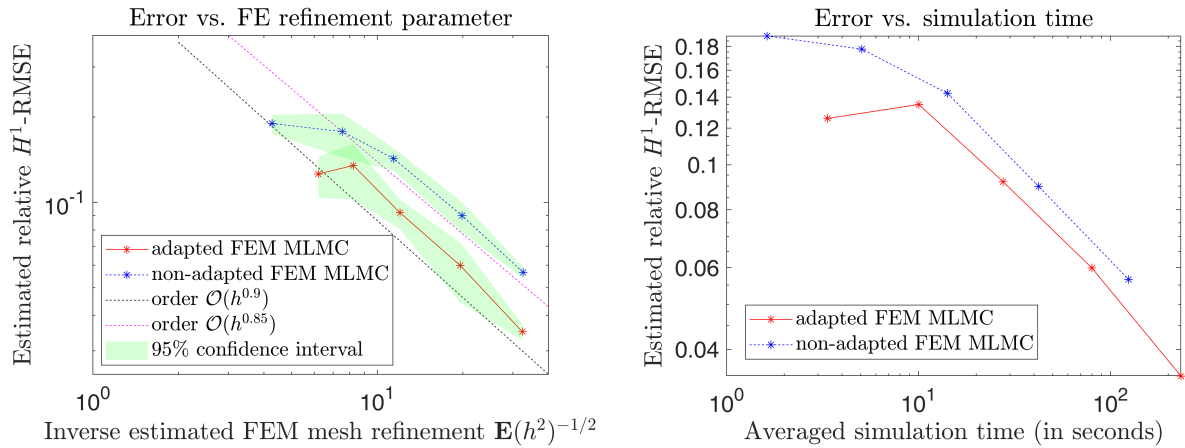 Error vs. FE refinement parameter
Estimated relative H¹-RMSE
10⁻¹
adapted FEM MLMC
non-adapted FEM MLMC
order 𝒪(h⁰·⁹)
order 𝒪(h⁰·⁸⁵)
95% confidence interval
10⁰
10¹
Inverse estimated FEM mesh refinement 𝐄(h²)⁻¹/²
Error vs. simulation time
Estimated relative H¹-RMSE
0.18
0.16
0.14
0.12
0.1
0.08
0.06
0.04
adapted FEM MLMC
non-adapted FEM MLMC
10⁰
10¹
10²
Averaged simulation time (in seconds)